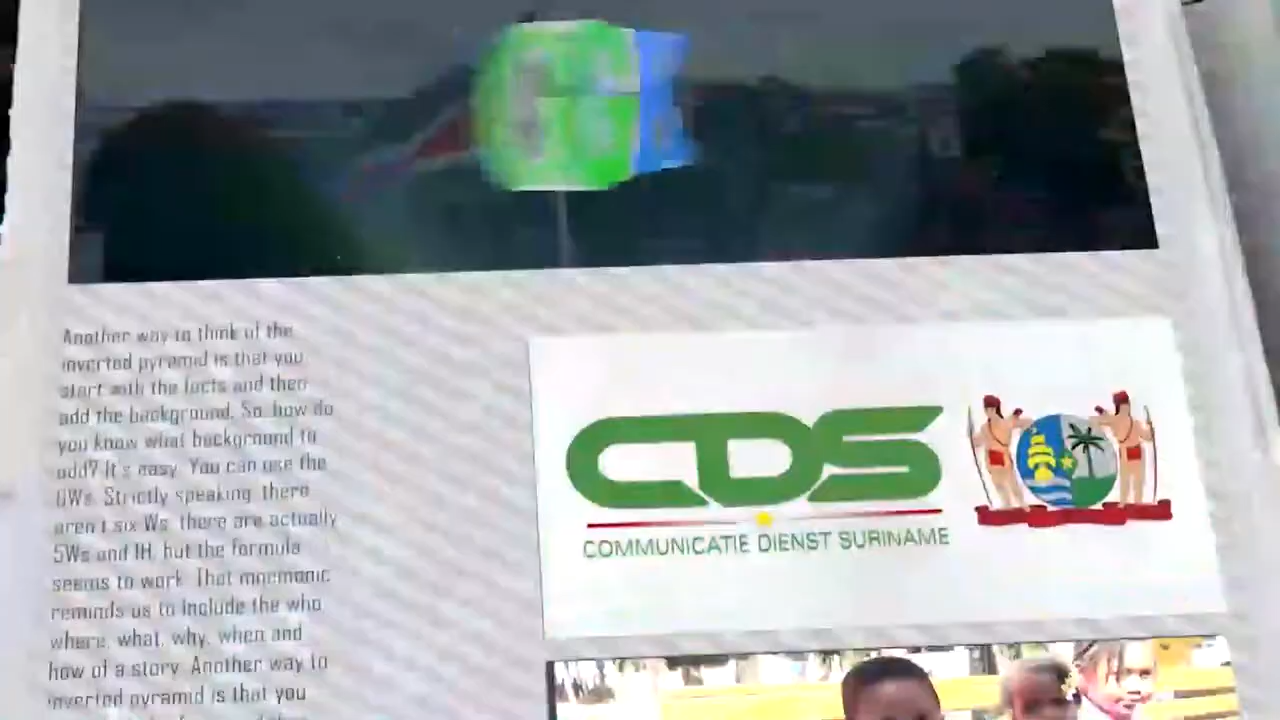 Another way to think of the
inverted pyramid is that you
start with the facts and then
add the background. So, how do
you know what background to
add? It's easy. You can use the
6Ws. Strictly speaking, there
aren't six Ws, there are actually
5Ws and 1H, but the formula
seems to work. That mnemonic
reminds us to include the who,
where, what, why, when and
how of a story. Another way to
inverted pyramid is that you
CDS
COMMUNICATIE DIENST SURINAME